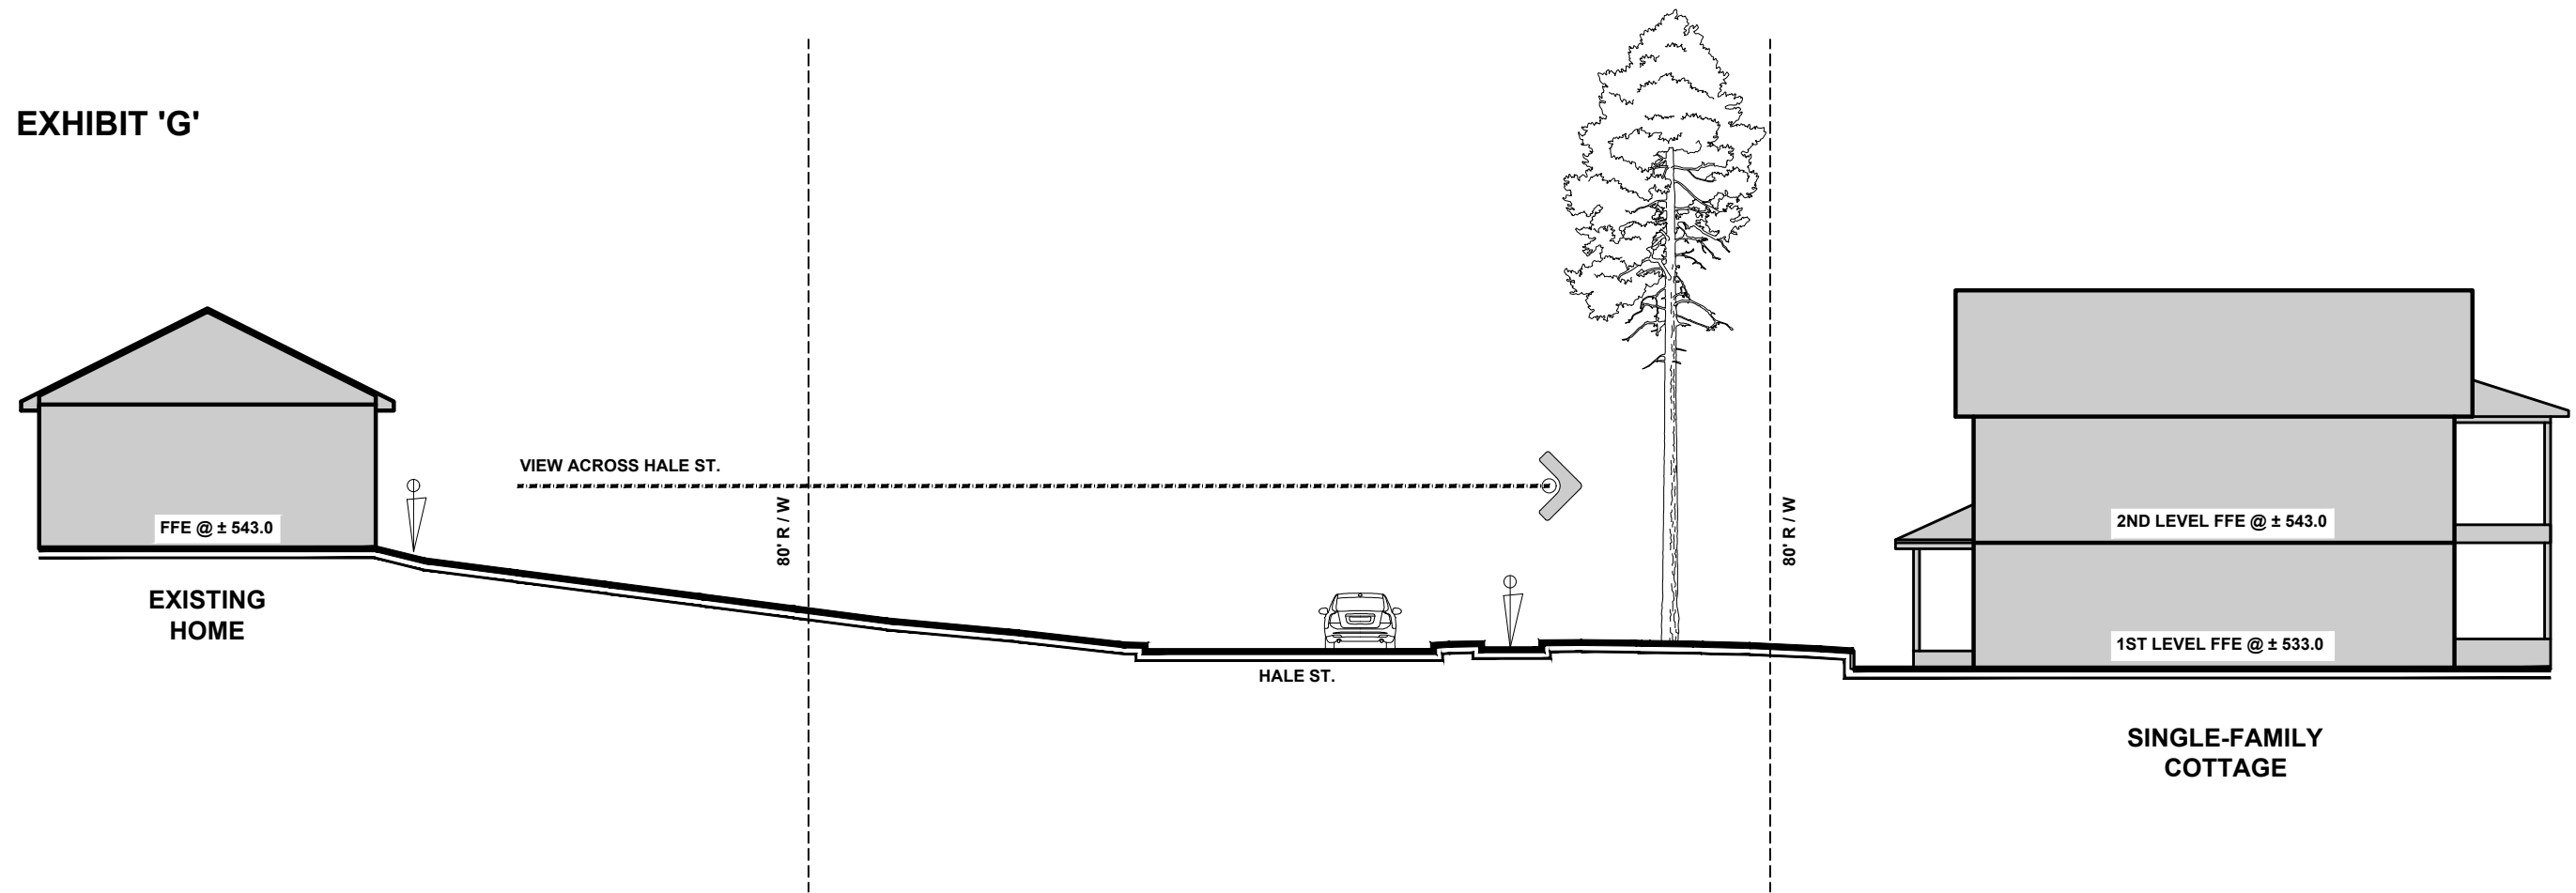 EXHIBIT 'G'
VIEW ACROSS HALE ST.
80' R / W
80' R / W
FFE @ ± 543.0
2ND LEVEL FFE @ ± 543.0
EXISTING
HOME
1ST LEVEL FFE @ ± 533.0
HALE ST.
SINGLE-FAMILY
COTTAGE